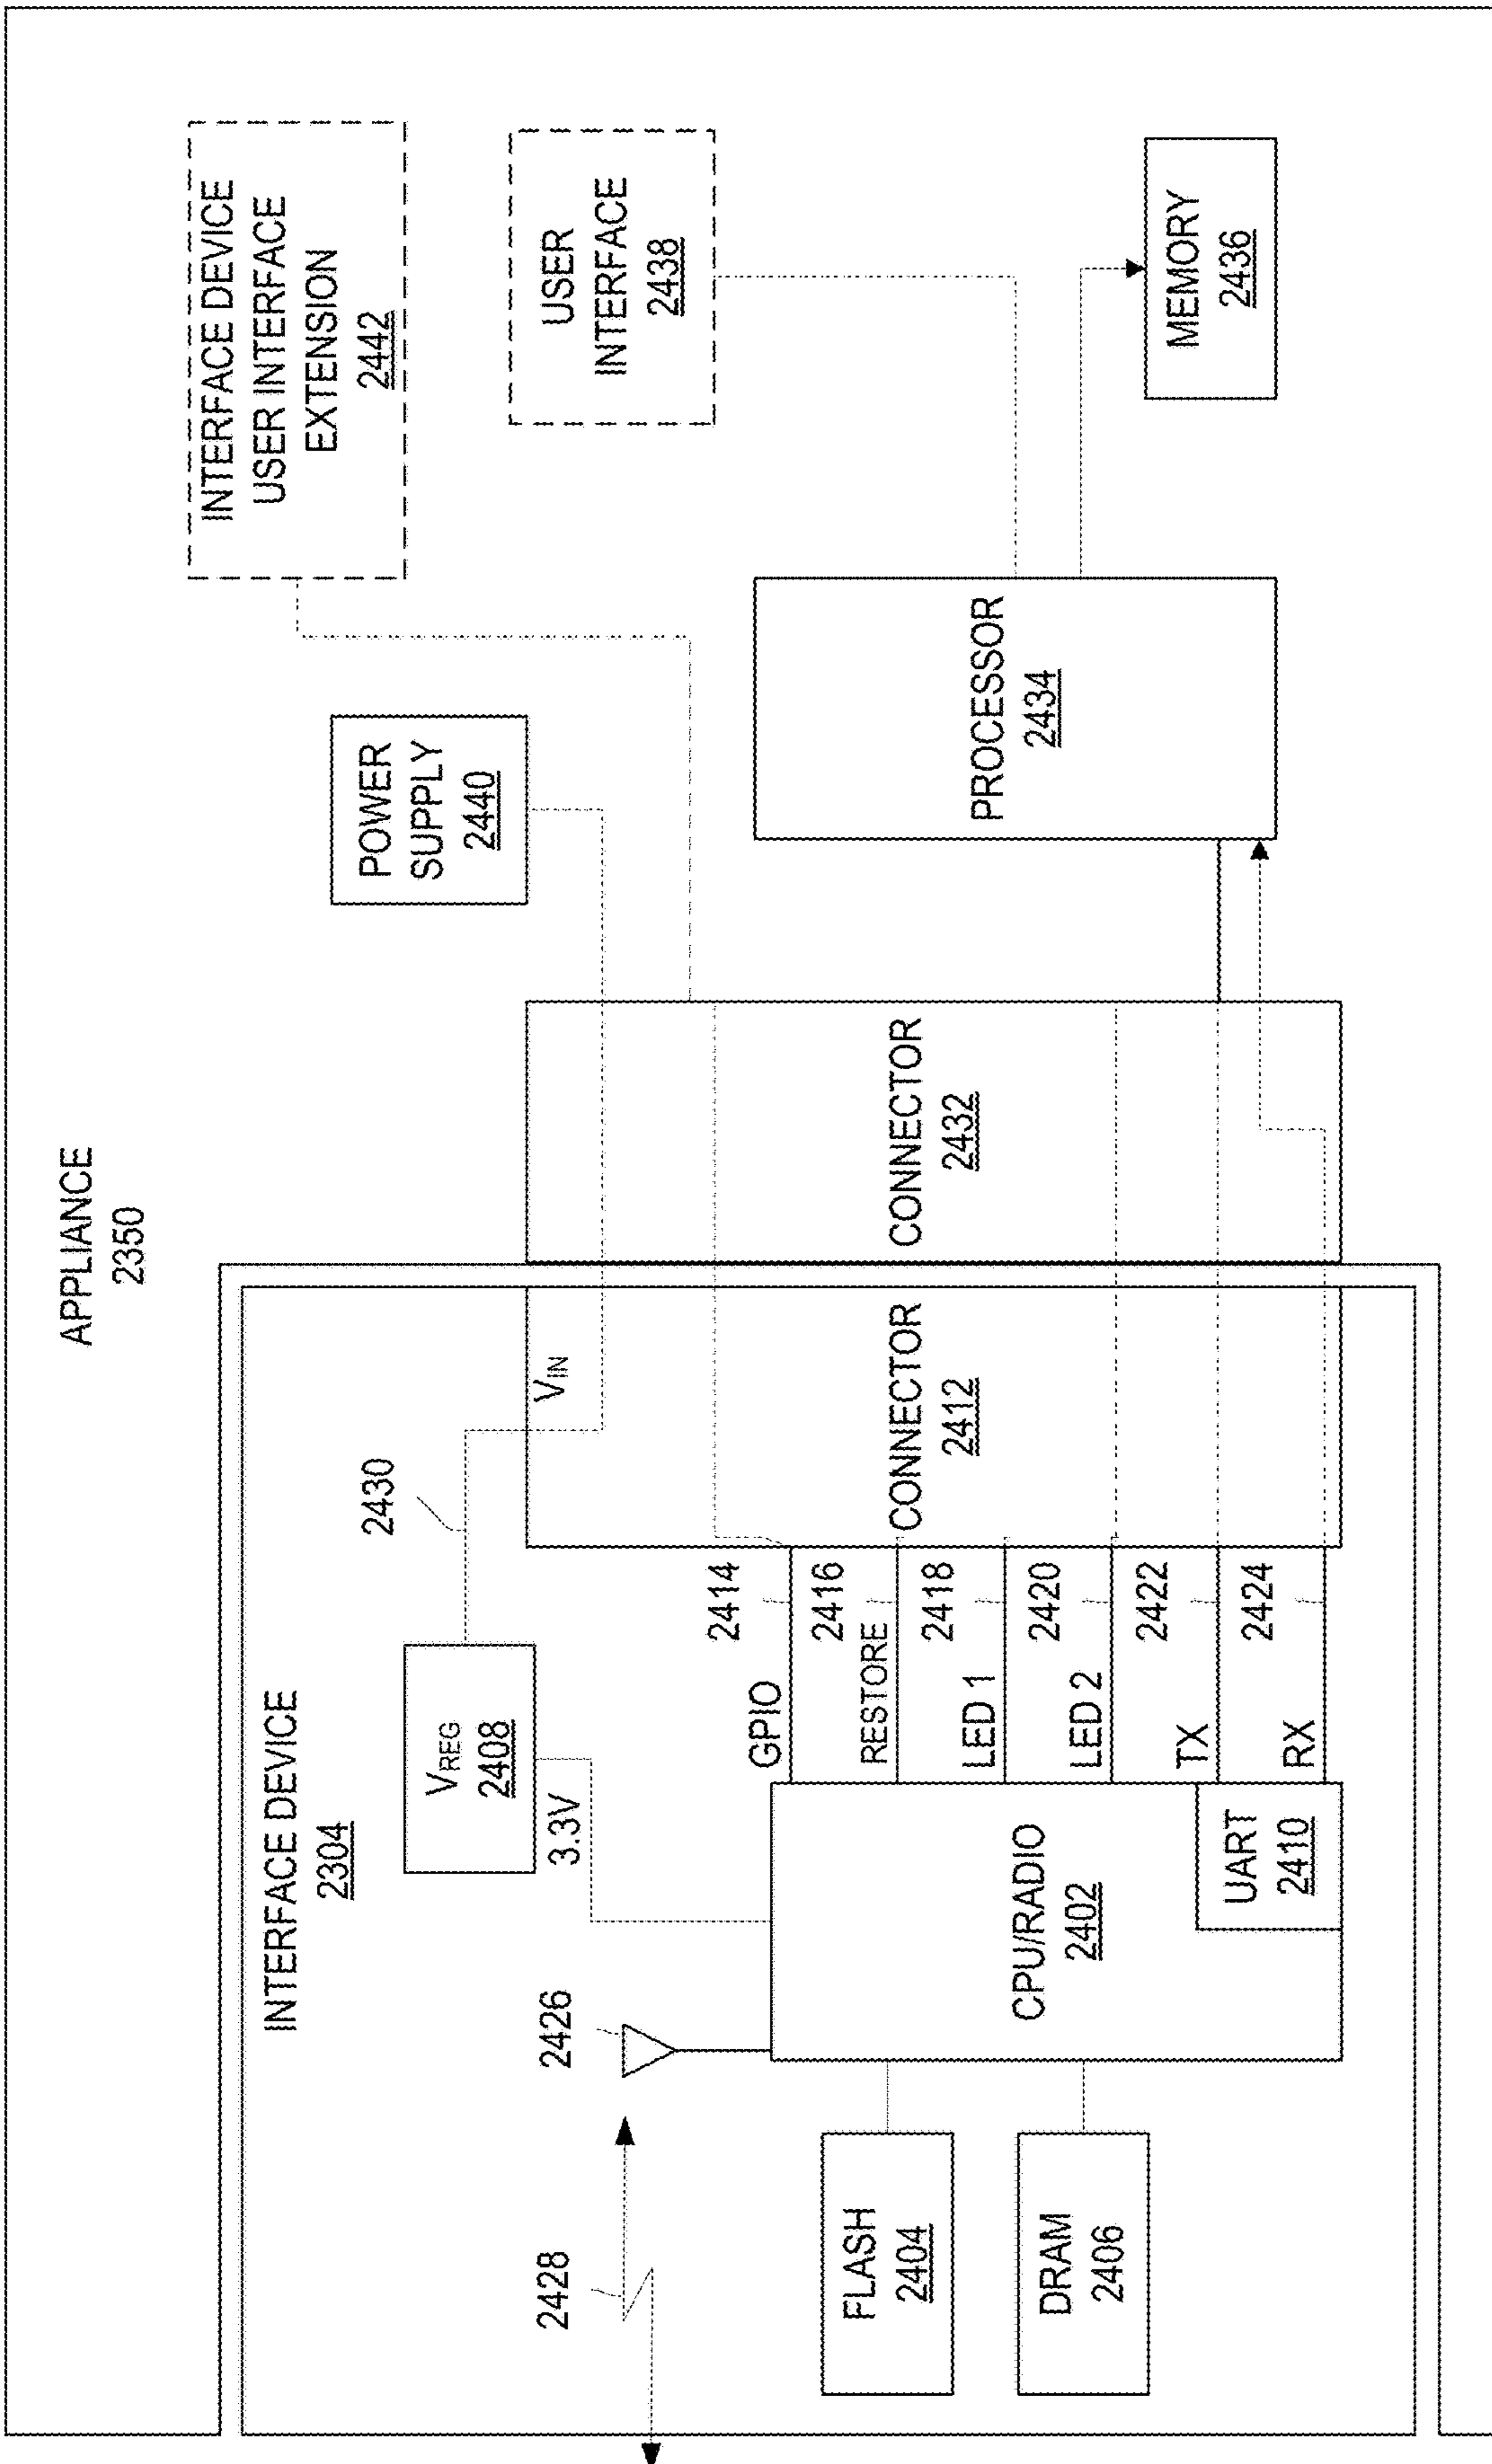 APPLIANCE
2350
INTERFACE DEVICE
2304
2428
2426
FLASH
2404
DRAM
2406
CPU/RADIO
2402
UART
2410
VREG
2408
3.3V
2430
GPIO
2414
RESTORE
2416
LED 1
2418
LED 2
2420
TX
2422
RX
2424
VIN
CONNECTOR
2412
CONNECTOR
2432
POWER
SUPPLY
2440
PROCESSOR
2434
INTERFACE DEVICE
USER INTERFACE
EXTENSION
2442
USER
INTERFACE
2438
MEMORY
2436